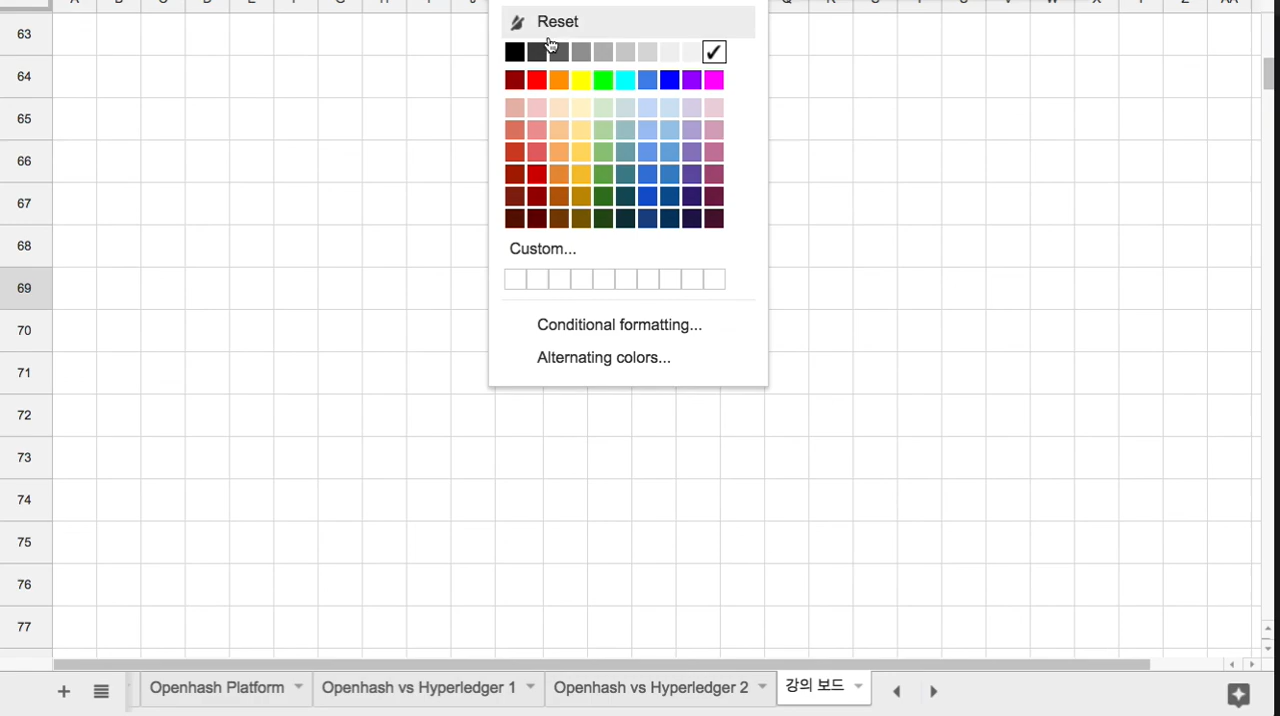 Reset
63
64
65
66
67
68
69
70
71
72
73
74
75
76
77
Custom...
Conditional formatting...
Alternating colors...
Openhash Platform
Openhash vs Hyperledger 1
Openhash vs Hyperledger 2
강의 보드